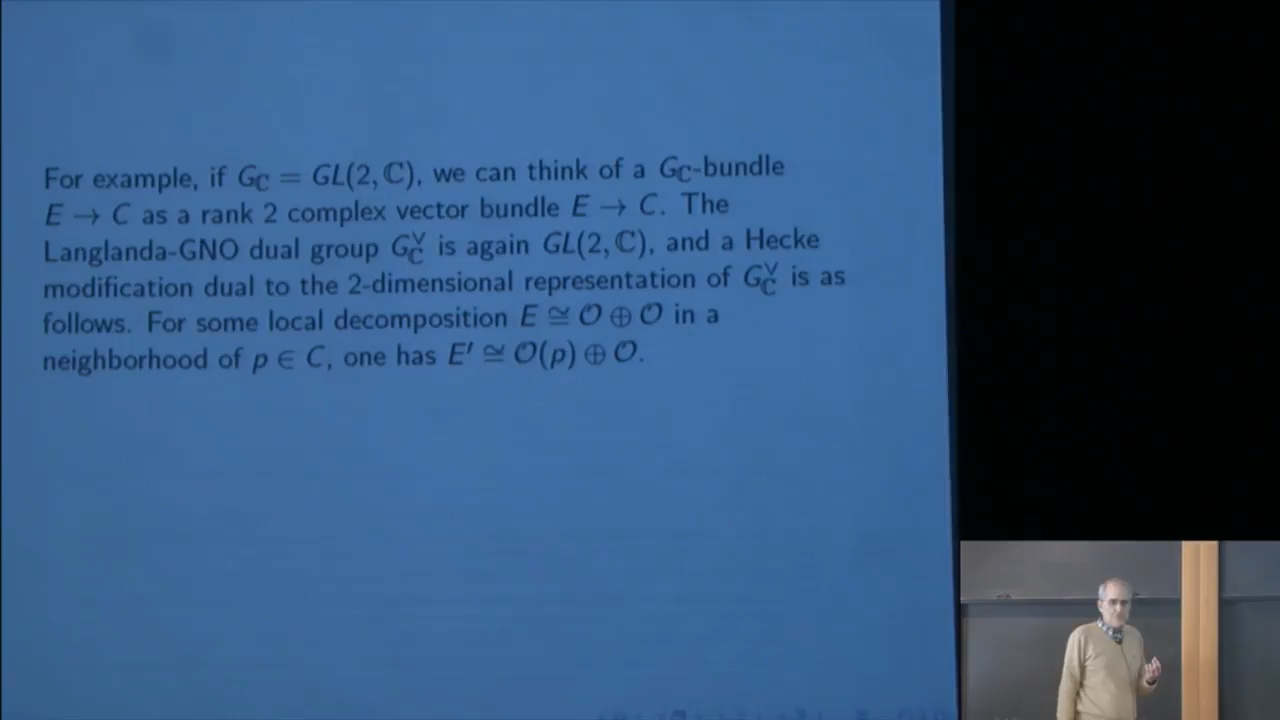 For example, if G_ℂ = GL(2, ℂ), we can think of a G_ℂ-bundle
E → C as a rank 2 complex vector bundle E → C. The
Langlanda-GNO dual group G_ℂ^∨ is again GL(2, ℂ), and a Hecke
modification dual to the 2-dimensional representation of G_ℂ^∨ is as
follows. For some local decomposition E ≅ 𝒪 ⊕ 𝒪 in a
neighborhood of p ∈ C, one has E′ ≅ 𝒪(p) ⊕ 𝒪.